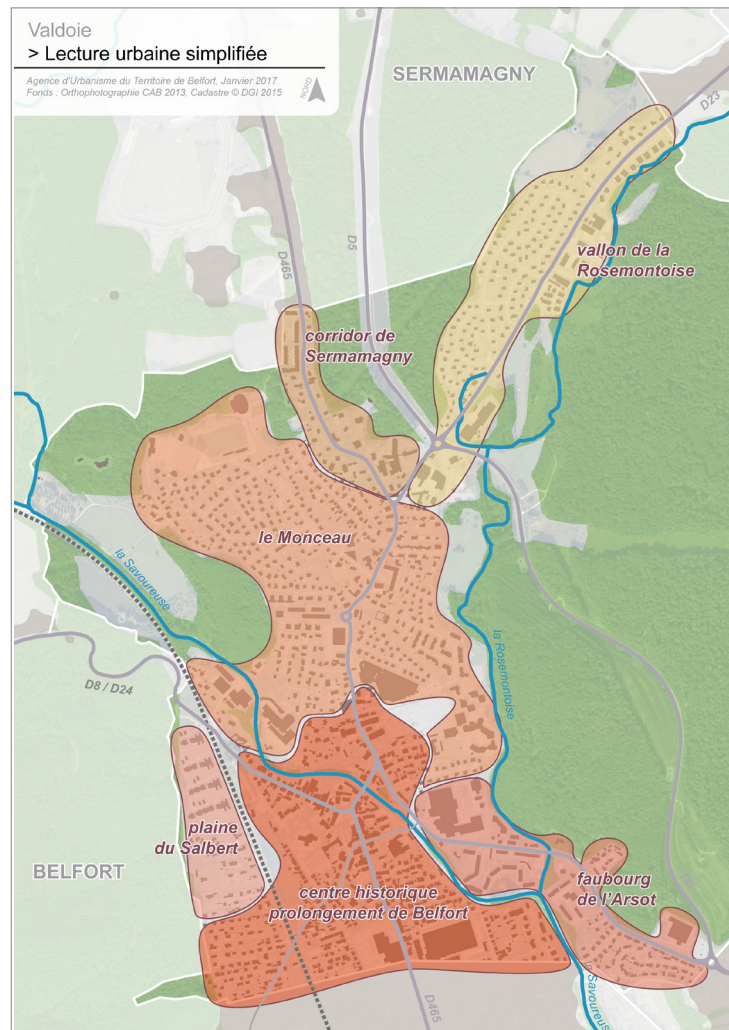 Valdoie
> Lecture urbaine simplifiée
Agence d'Urbanisme du Territoire de Belfort, Janvier 2017
Fonds : Orthophotographie CAB 2013, Cadastre © DGI 2015
NORD
SERMAMAGNY
D23
D465
D5
vallon de la
Rosemontoise
corridor de
Sermamagny
le Monceau
la Savoureuse
la Rosemontoise
D8 / D24
plaine
du Salbert
BELFORT
centre historique
prolongement de Belfort
faubourg
de l'Arsot
la Savoureuse
D465